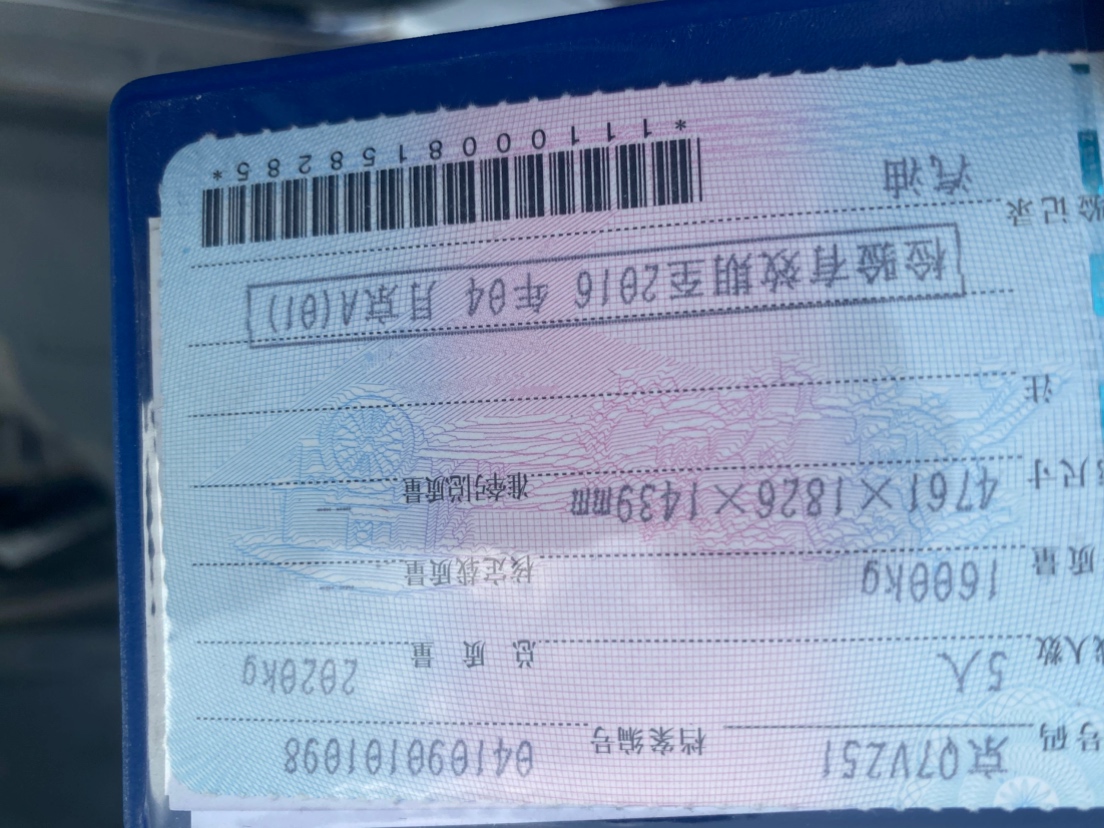 号码 京Q7VZ51 档案编号 041090101098
人数 5人 总质量 2020kg
质量 1600kg 核定载质量 --
尺寸 4761×1826×1439mm 准牵引总质量 --
注
检验有效期至2016 年04 月京A(01)
验记录
汽油
*1110008158285*